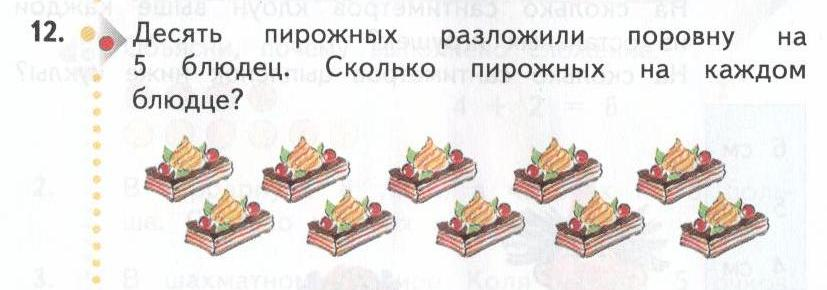 12. Десять пирожных разложили поровну на
5 блюдец. Сколько пирожных на каждом
блюдце?